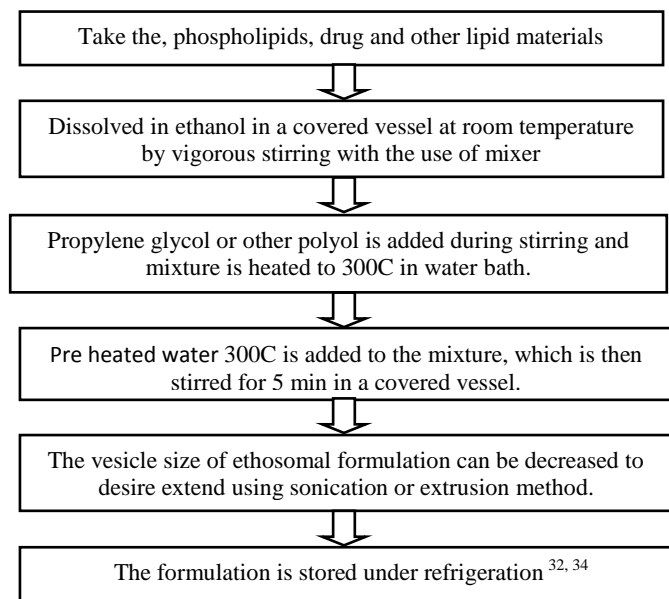 Take the, phospholipids, drug and other lipid materials
Dissolved in ethanol in a covered vessel at room temperature
by vigorous stirring with the use of mixer
Propylene glycol or other polyol is added during stirring and
mixture is heated to 300C in water bath.
Pre heated water 300C is added to the mixture, which is then
stirred for 5 min in a covered vessel.
The vesicle size of ethosomal formulation can be decreased to
desire extend using sonication or extrusion method.
The formulation is stored under refrigeration 32, 34